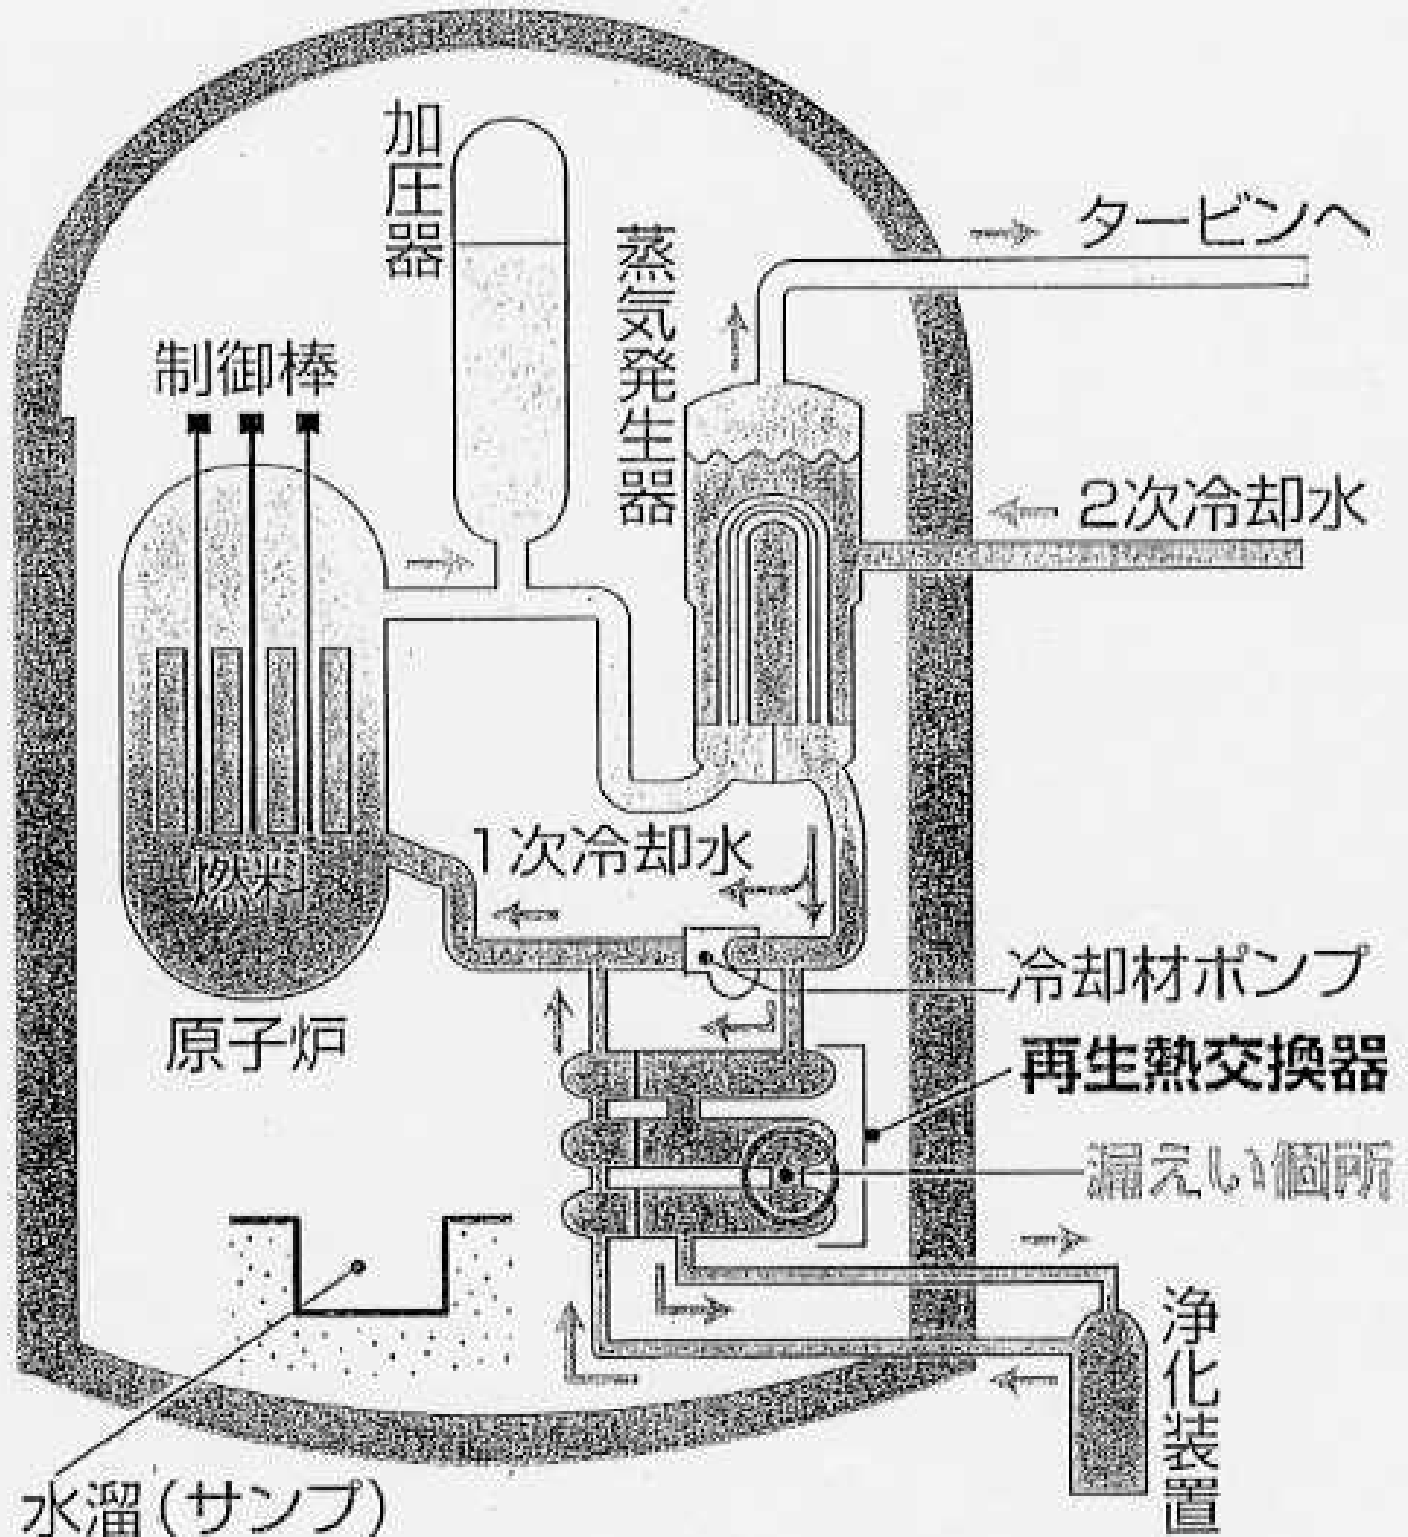 加圧器
蒸気発生器
タービンへ
制御棒
2次冷却水
1次冷却水
燃料
冷却材ポンプ
原子炉
再生熱交換器
漏えい個所
浄化装置
水溜(サンプ)